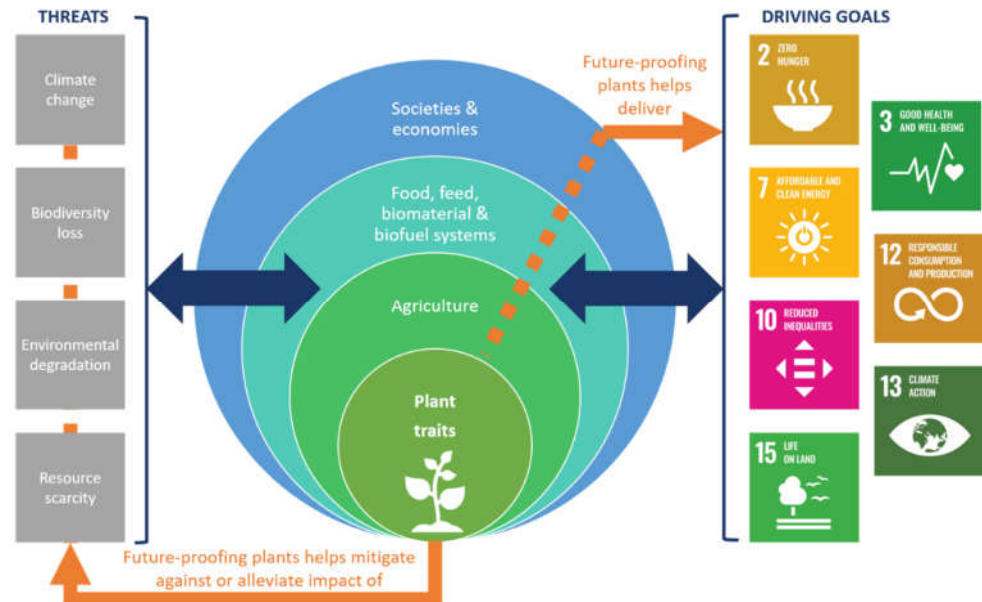 THREATS
Climate
change
Biodiversity
loss
Environmental
degradation
Resource
scarcity
Societies &
economies
Food, feed,
biomaterial &
biofuel systems
Agriculture
Plant
traits
Future-proofing
plants helps
deliver
Future-proofing plants helps mitigate
against or alleviate impact of
DRIVING GOALS
2 ZERO
HUNGER
3 GOOD HEALTH
AND WELL-BEING
7 AFFORDABLE AND
CLEAN ENERGY
12 RESPONSIBLE
CONSUMPTION
AND PRODUCTION
10 REDUCED
INEQUALITIES
13 CLIMATE
ACTION
15 LIFE
ON LAND